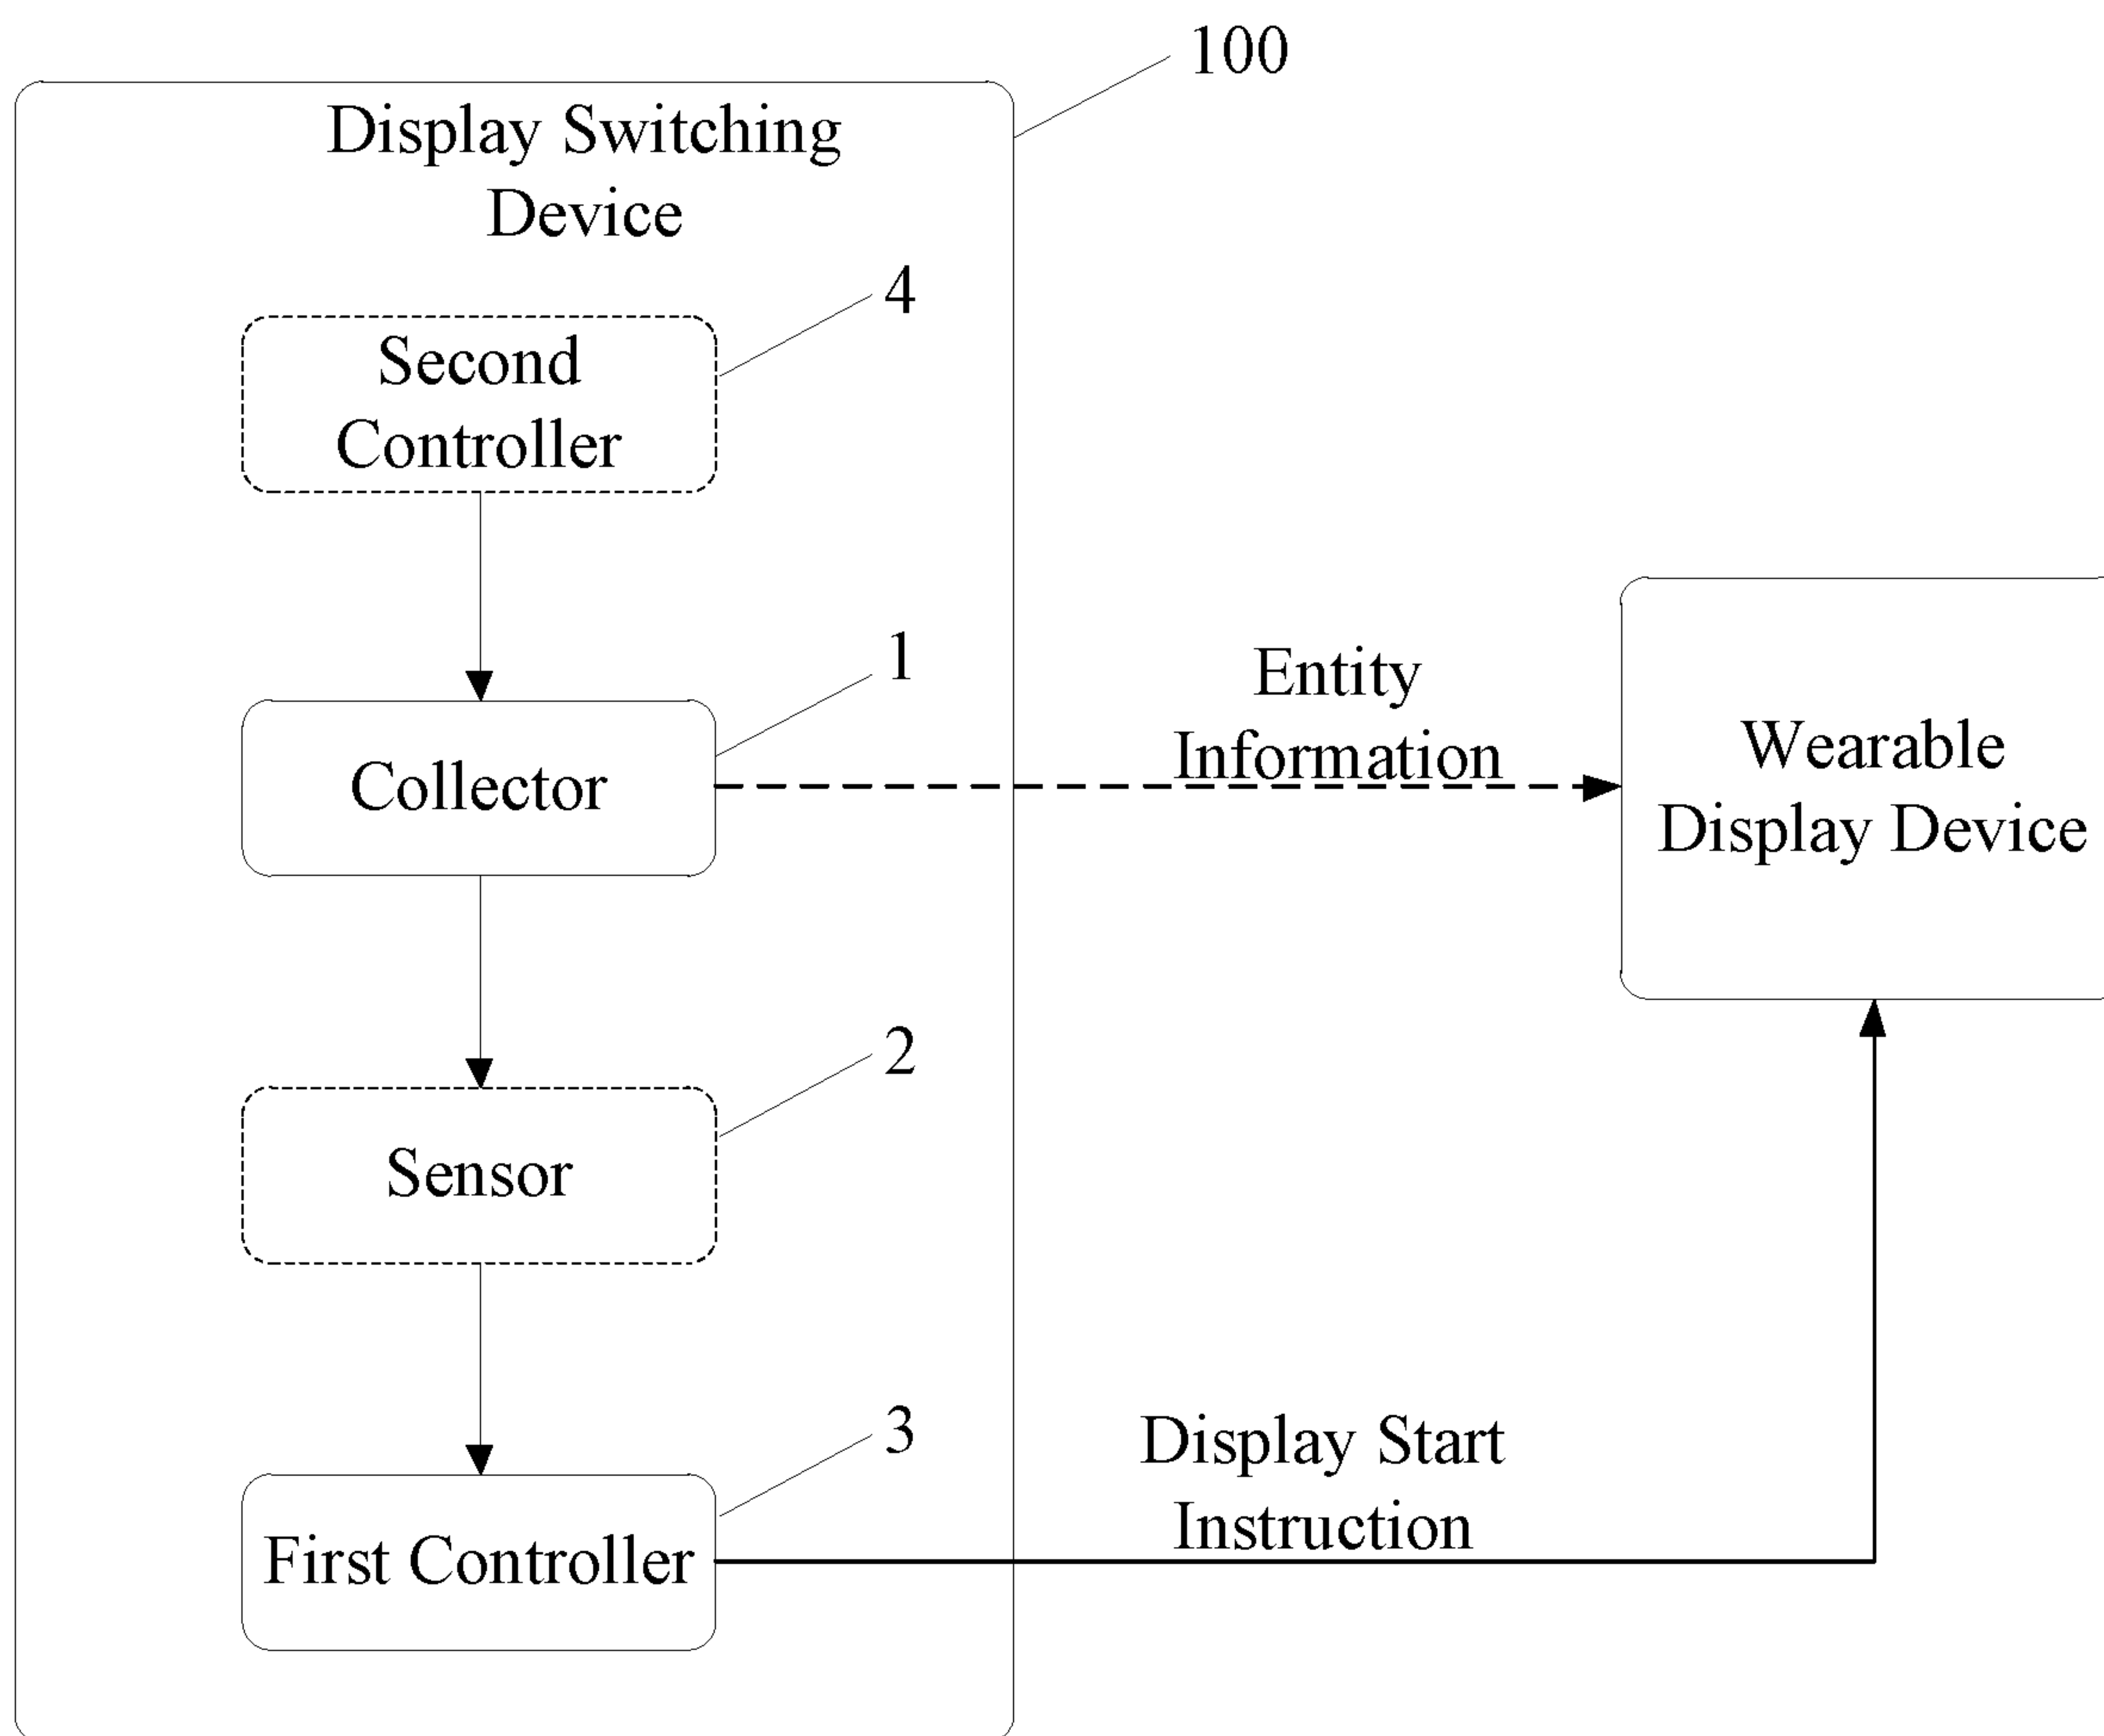 100
Display Switching
Device
4
Second
Controller
1
Collector
Entity
Information
Wearable
Display Device
2
Sensor
3
First Controller
Display Start
Instruction